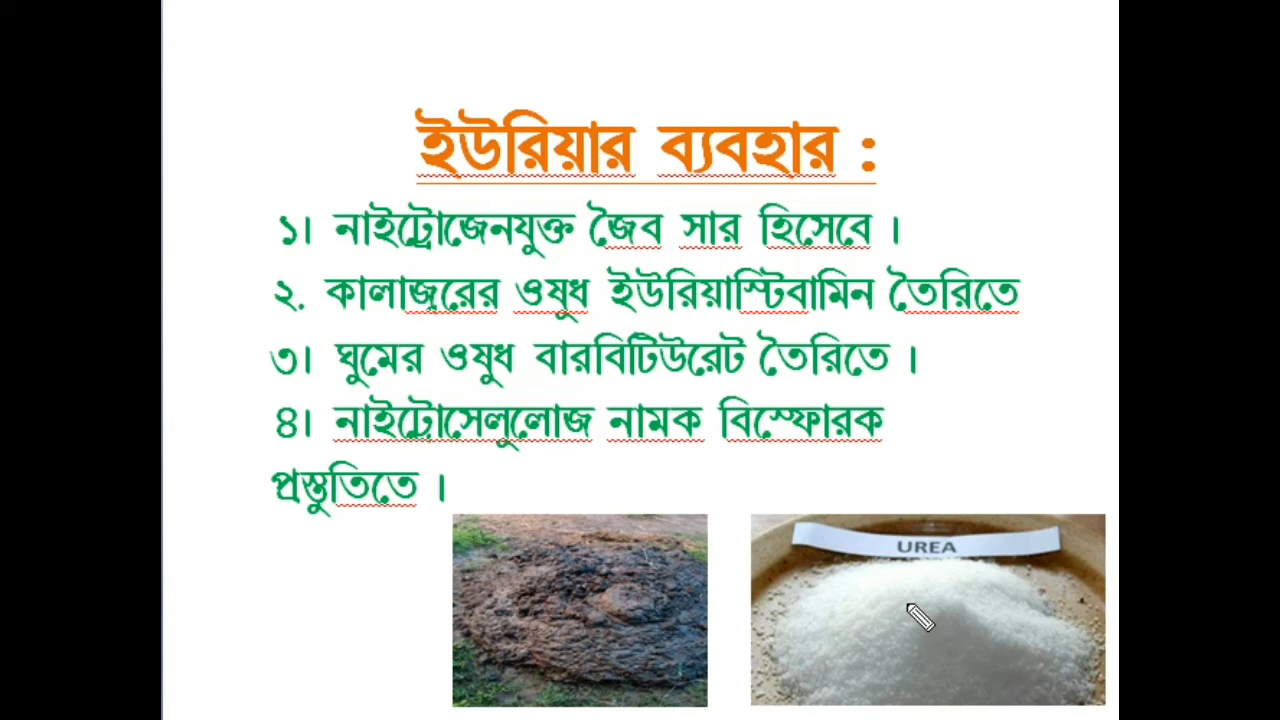 ইউরিয়ার ব্যবহার :
১। নাইট্রোজেনযুক্ত জৈব সার হিসেবে ।
২. কালাজ্বরের ওষুধ ইউরিয়াস্টিবামিন তৈরিতে
৩। ঘুমের ওষুধ বারবিটিউরেট তৈরিতে ।
৪। নাইট্রোসেলুলোজ নামক বিস্ফোরক
প্রস্তুতিতে ।
UREA